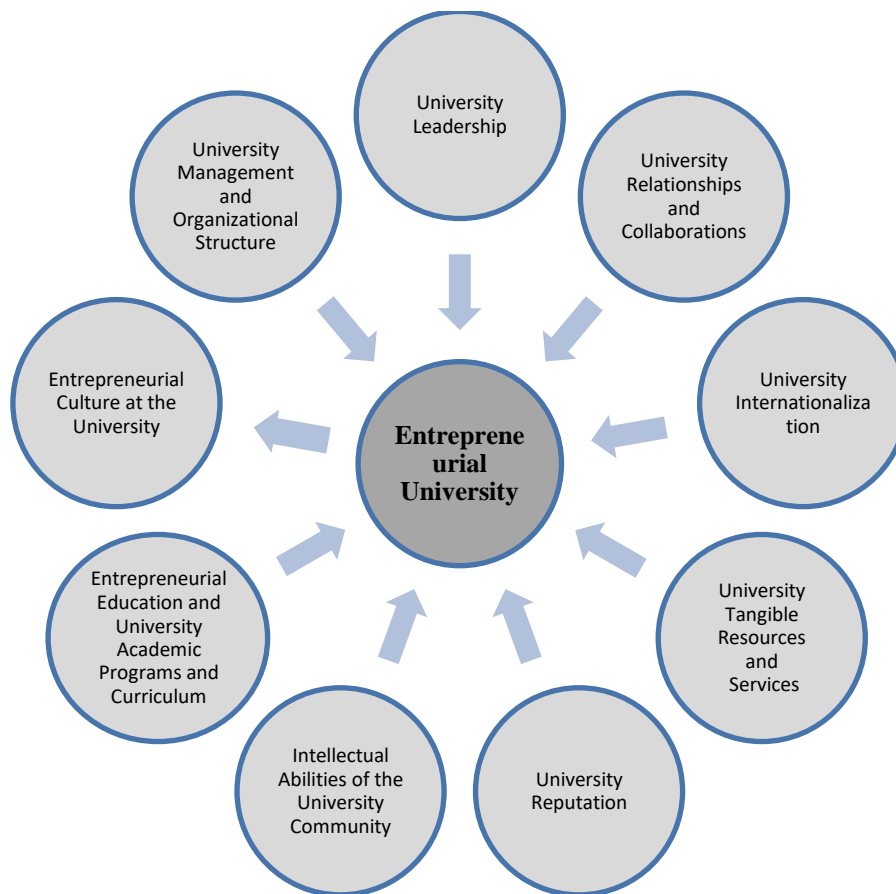 University
Leadership
University
Management
and
Organizational
Structure
University
Relationships
and
Collaborations
Entrepreneurial
Culture at the
University
Entreprene
urial
University
University
Internationaliza
tion
Entrepreneurial
Education and
University
Academic
Programs and
Curriculum
University
Tangible
Resources
and
Services
Intellectual
Abilities of the
University
Community
University
Reputation